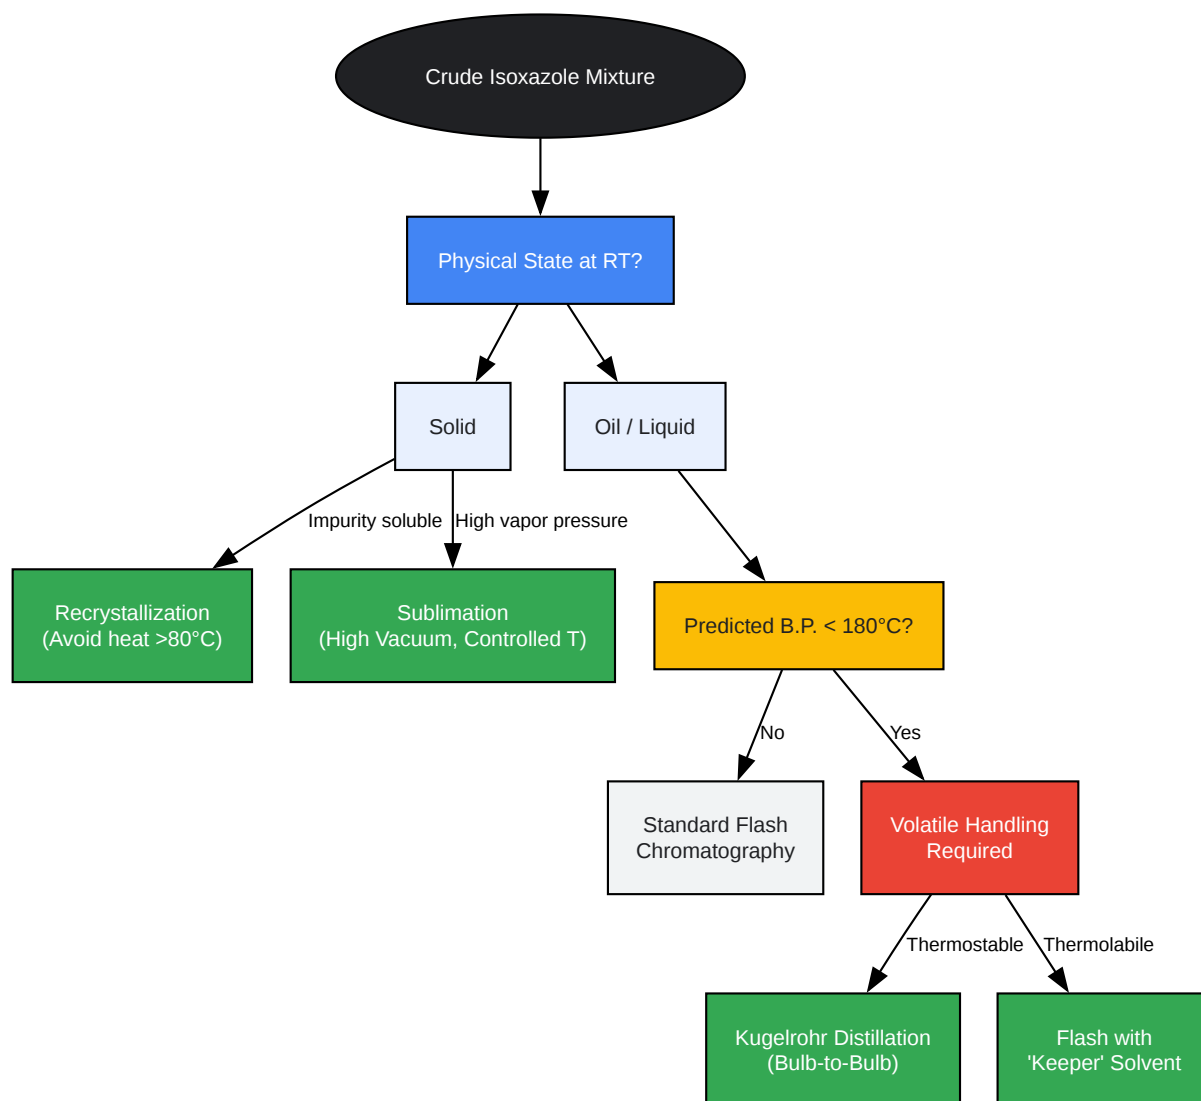 Crude Isoxazole Mixture
Physical State at RT?
Solid
Oil / Liquid
Impurity soluble
High vapor pressure
Recrystallization
(Avoid heat >80°C)
Sublimation
(High Vacuum, Controlled T)
Predicted B.P. < 180°C?
No
Yes
Standard Flash
Chromatography
Volatile Handling
Required
Thermostable
Thermolabile
Kugelrohr Distillation
(Bulb-to-Bulb)
Flash with
'Keeper' Solvent